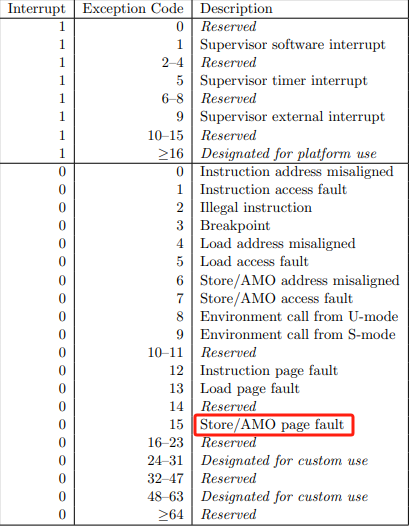 Interrupt Exception Code Description
1 0 Reserved
1 1 Supervisor software interrupt
1 2–4 Reserved
1 5 Supervisor timer interrupt
1 6–8 Reserved
1 9 Supervisor external interrupt
1 10–15 Reserved
1 ≥16 Designated for platform use
0 0 Instruction address misaligned
0 1 Instruction access fault
0 2 Illegal instruction
0 3 Breakpoint
0 4 Load address misaligned
0 5 Load access fault
0 6 Store/AMO address misaligned
0 7 Store/AMO access fault
0 8 Environment call from U-mode
0 9 Environment call from S-mode
0 10–11 Reserved
0 12 Instruction page fault
0 13 Load page fault
0 14 Reserved
0 15 Store/AMO page fault
0 16–23 Reserved
0 24–31 Designated for custom use
0 32–47 Reserved
0 48–63 Designated for custom use
0 ≥64 Reserved